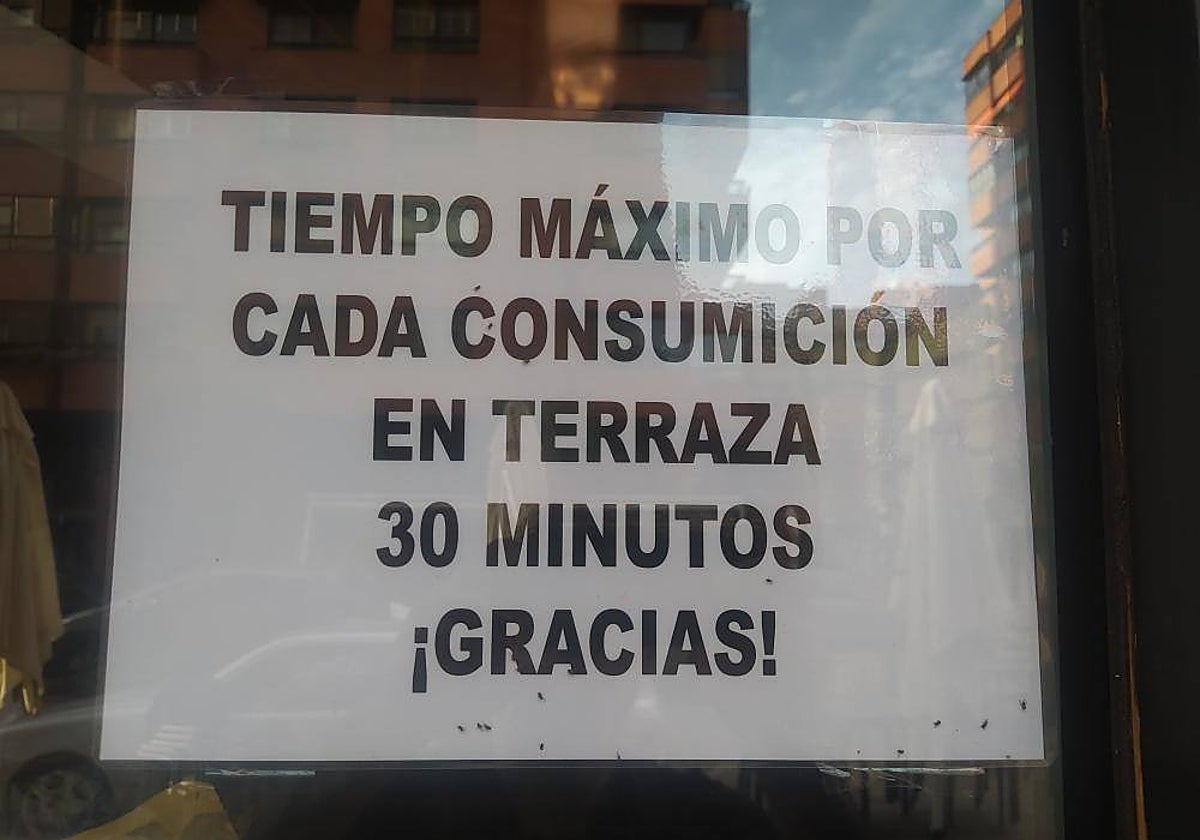 TIEMPO MÁXIMO POR
CADA CONSUMICIÓN
EN TERRAZA
30 MINUTOS
¡GRACIAS!